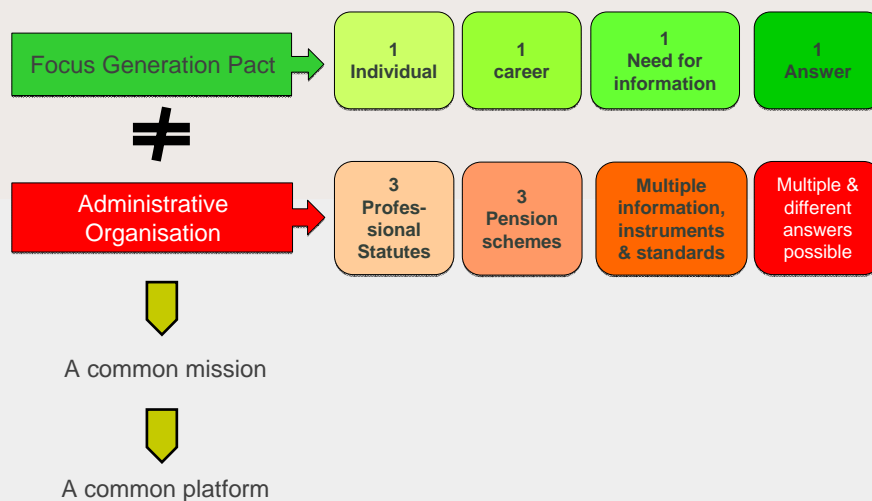 Focus Generation Pact
1
Individual
1
career
1
Need for
information
1
Answer
≠
Administrative
Organisation
3
Profes-
sional
Statutes
3
Pension
schemes
Multiple
information,
instruments
& standards
Multiple &
different
answers
possible
A common mission
A common platform